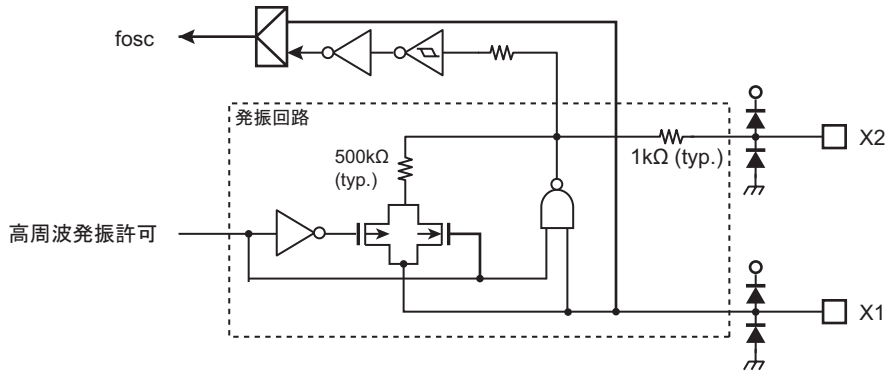 fosc
発振回路
500kΩ
(typ.)
1kΩ (typ.)
X2
高周波発振許可
X1